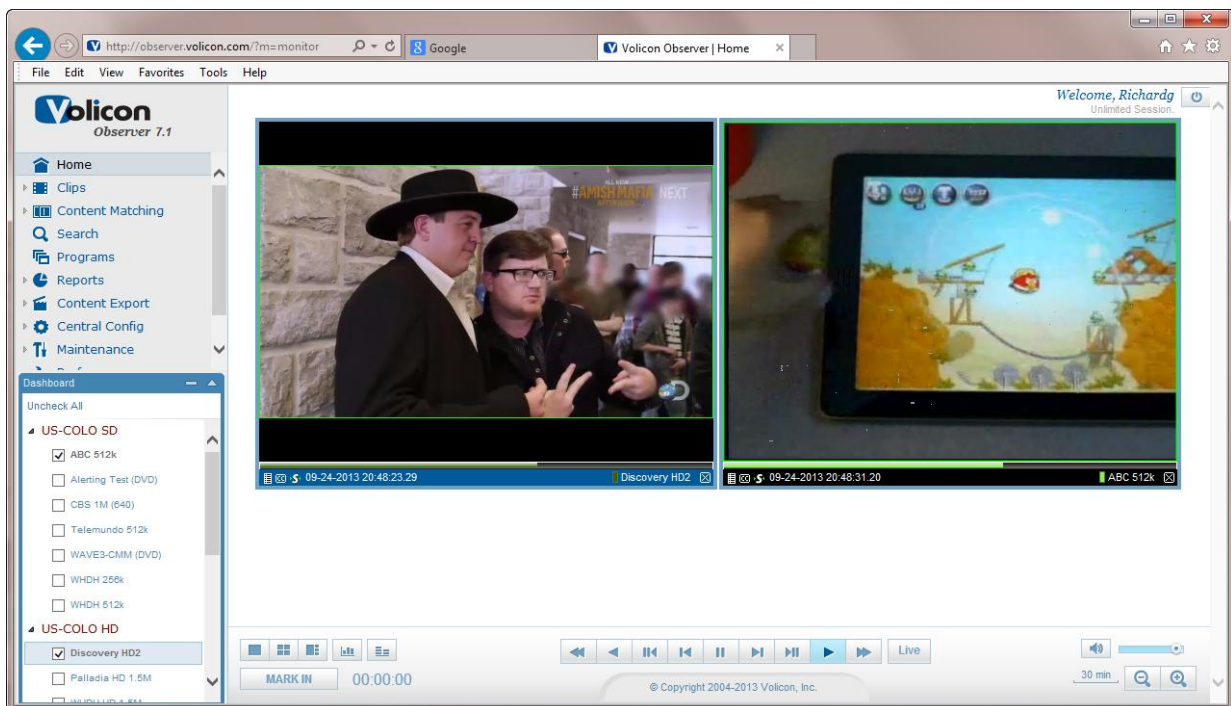 http://observer.volicon.com/?m=monitor
Google
Volicon Observer | Home
File Edit View Favorites Tools Help
Volicon
Observer 7.1
Welcome, Richardg
Unlimited Session.
Home
Clips
Content Matching
Search
Programs
Reports
Content Export
Central Config
Maintenance
Dashboard
Uncheck All
US-COLO SD
ABC 512k
Alerting Test (DVD)
CBS 1M (640)
Telemundo 512k
WAVE3-CMM (DVD)
WHDH 256k
WHDH 512k
US-COLO HD
Discovery HD2
Palladia HD 1.5M
ALL NEW
#AMISH MAFIA NEXT
09-24-2013 20:48:23.29
Discovery HD2
09-24-2013 20:48:31.20
ABC 512k
Live
MARK IN
00:00:00
© Copyright 2004-2013 Volicon, Inc.
30 min